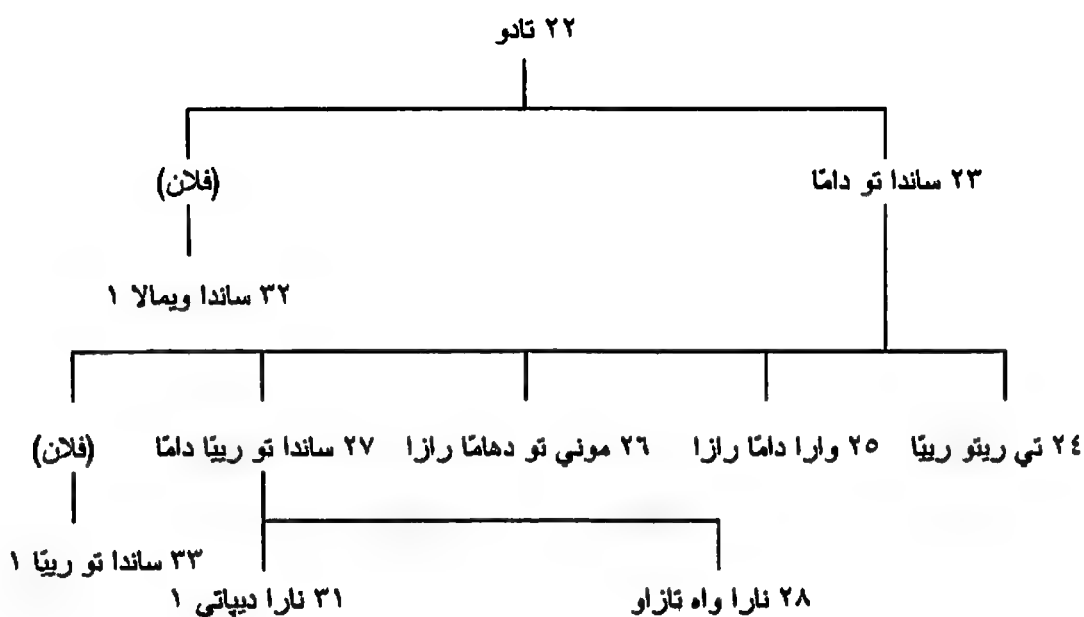 ٢٢ تادو
٢٣ ساندا تو دامّا
(فلان)
٣٢ ساندا ويمالا ١
٢٤ تي ريتو رييّا
٢٥ وارا دامّا رازا
٢٦ موني تو دهامّا رازا
٢٧ ساندا تو رييّا دامّا
(فلان)
٣٣ ساندا تو رييّا ١
٢٨ نارا واه تازاو
٣١ نارا ديپاتي ١